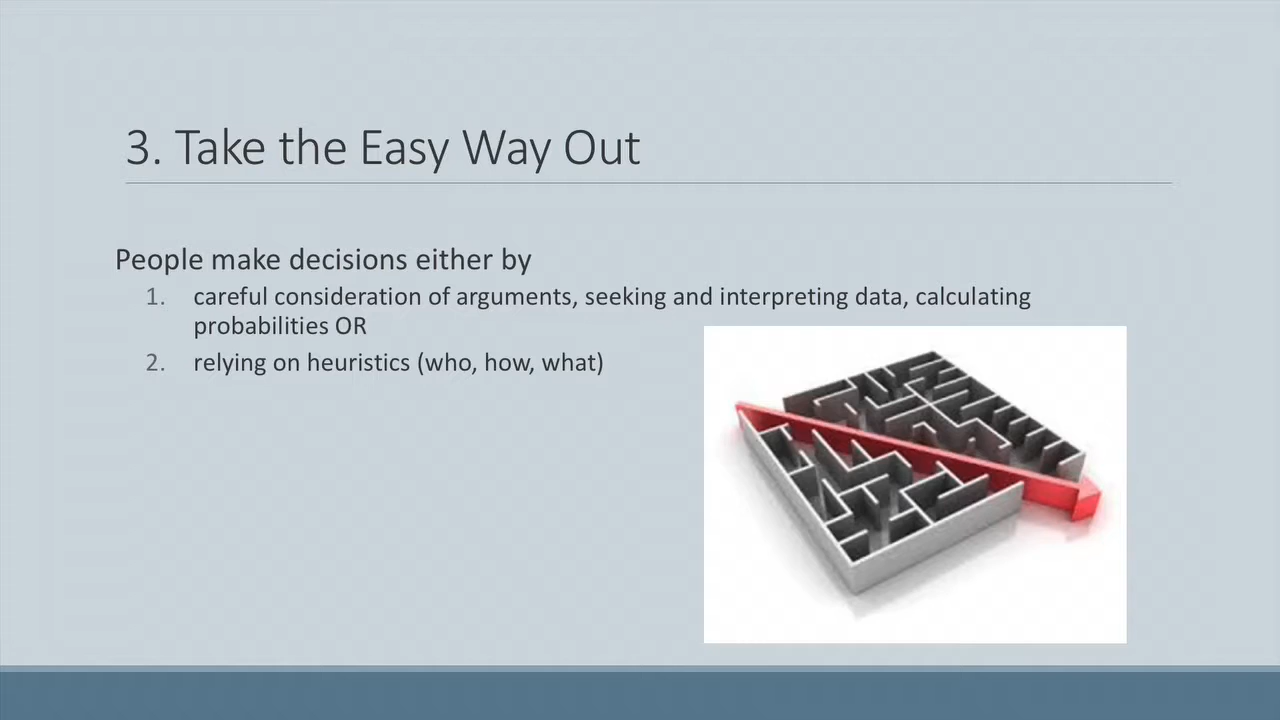 3. Take the Easy Way Out
People make decisions either by
1. careful consideration of arguments, seeking and interpreting data, calculating
probabilities OR
2. relying on heuristics (who, how, what)